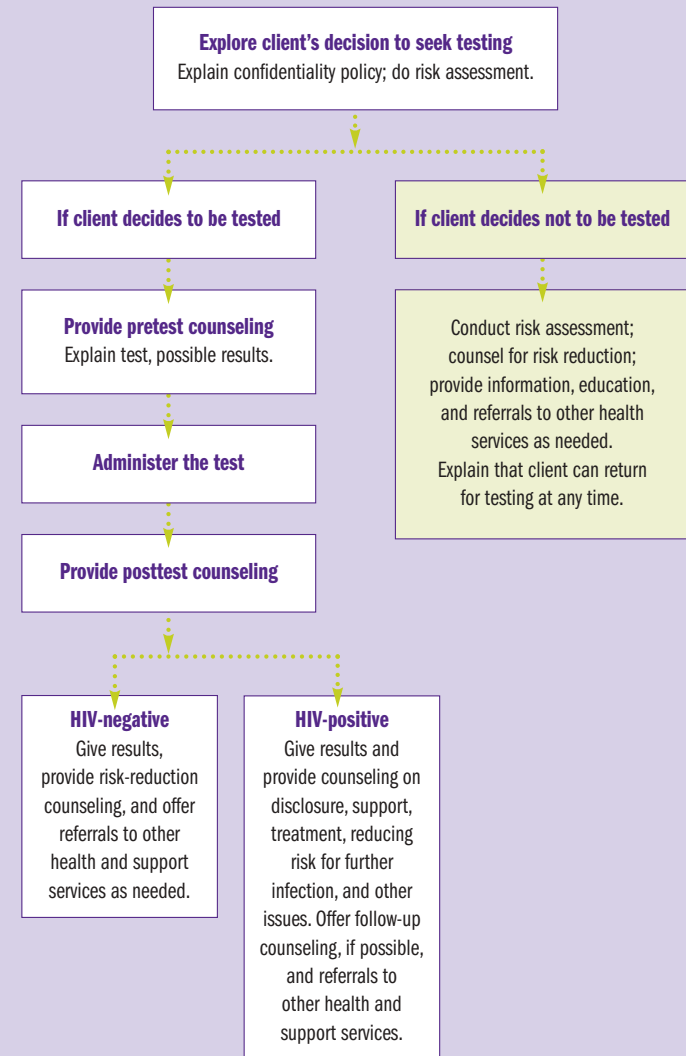 Explore client's decision to seek testing
Explain confidentiality policy; do risk assessment.
If client decides to be tested
If client decides not to be tested
Provide pretest counseling
Explain test, possible results.
Conduct risk assessment;
counsel for risk reduction;
provide information, education,
and referrals to other health
services as needed.
Explain that client can return
for testing at any time.
Administer the test
Provide posttest counseling
HIV-negative
Give results,
provide risk-reduction
counseling, and offer
referrals to other
health and support
services as needed.
HIV-positive
Give results and
provide counseling on
disclosure, support,
treatment, reducing
risk for further
infection, and other
issues. Offer follow-up
counseling, if possible,
and referrals to
other health and
support services.